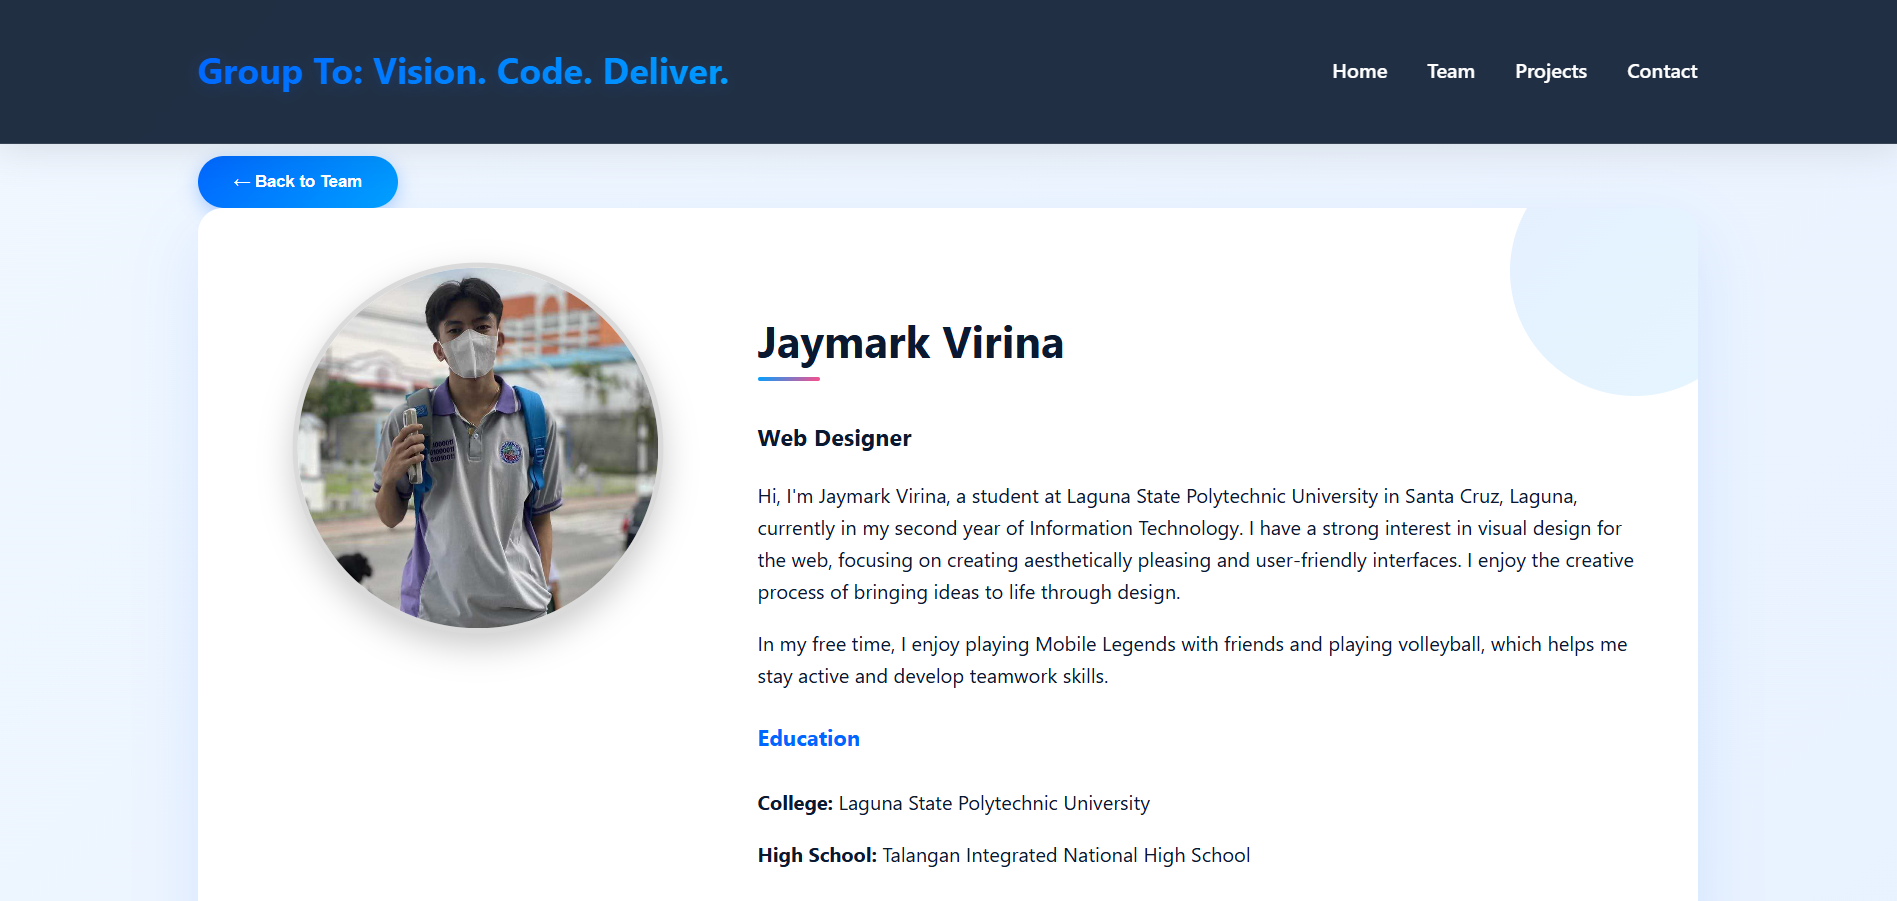 Group To: Vision. Code. Deliver.
Home
Team
Projects
Contact
← Back to Team
Jaymark Virina
Web Designer
Hi, I'm Jaymark Virina, a student at Laguna State Polytechnic University in Santa Cruz, Laguna,
currently in my second year of Information Technology. I have a strong interest in visual design for
the web, focusing on creating aesthetically pleasing and user-friendly interfaces. I enjoy the creative
process of bringing ideas to life through design.
In my free time, I enjoy playing Mobile Legends with friends and playing volleyball, which helps me
stay active and develop teamwork skills.
Education
College: Laguna State Polytechnic University
High School: Talangan Integrated National High School